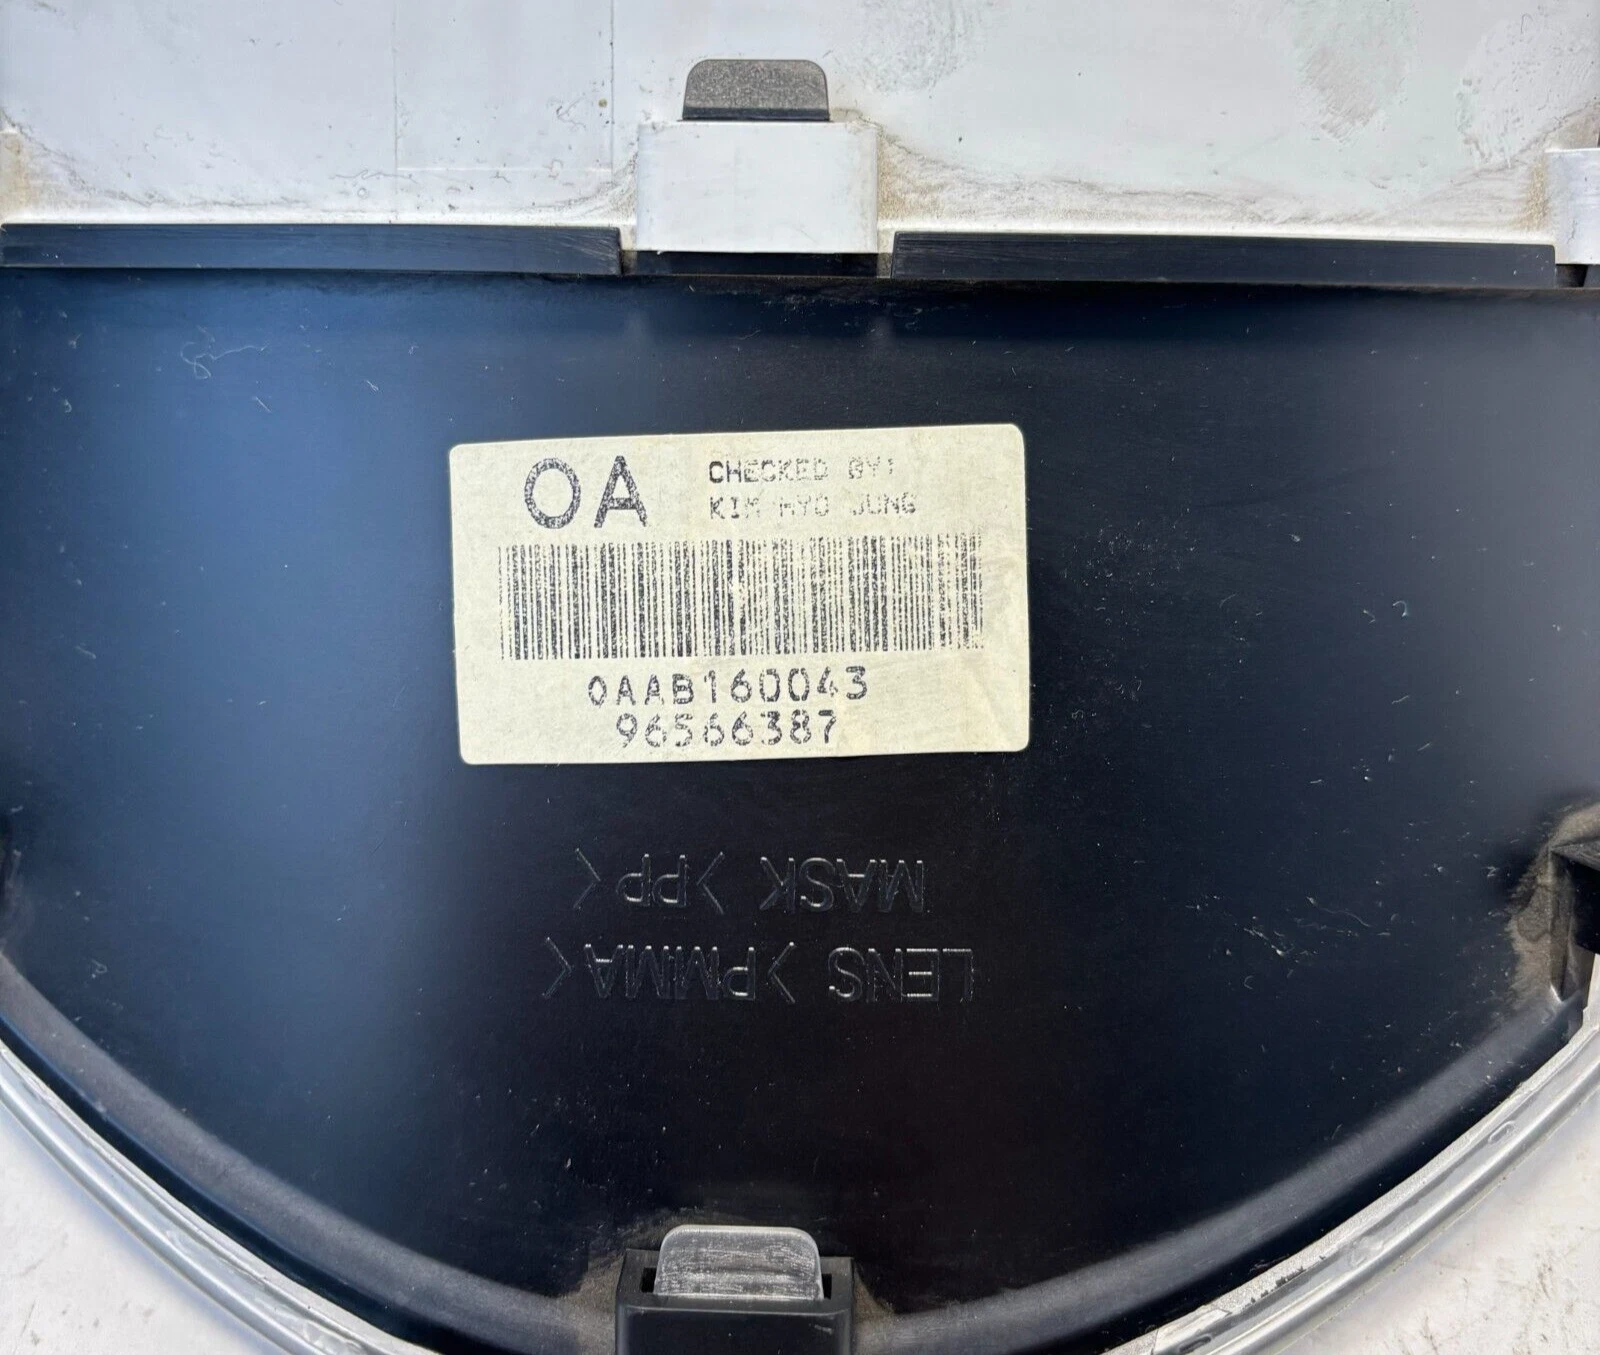 OA
CHECKED BY:
KIM HYO JUNG
0AAB160043
96566387
MASK >PP<
LENS >PMMA<